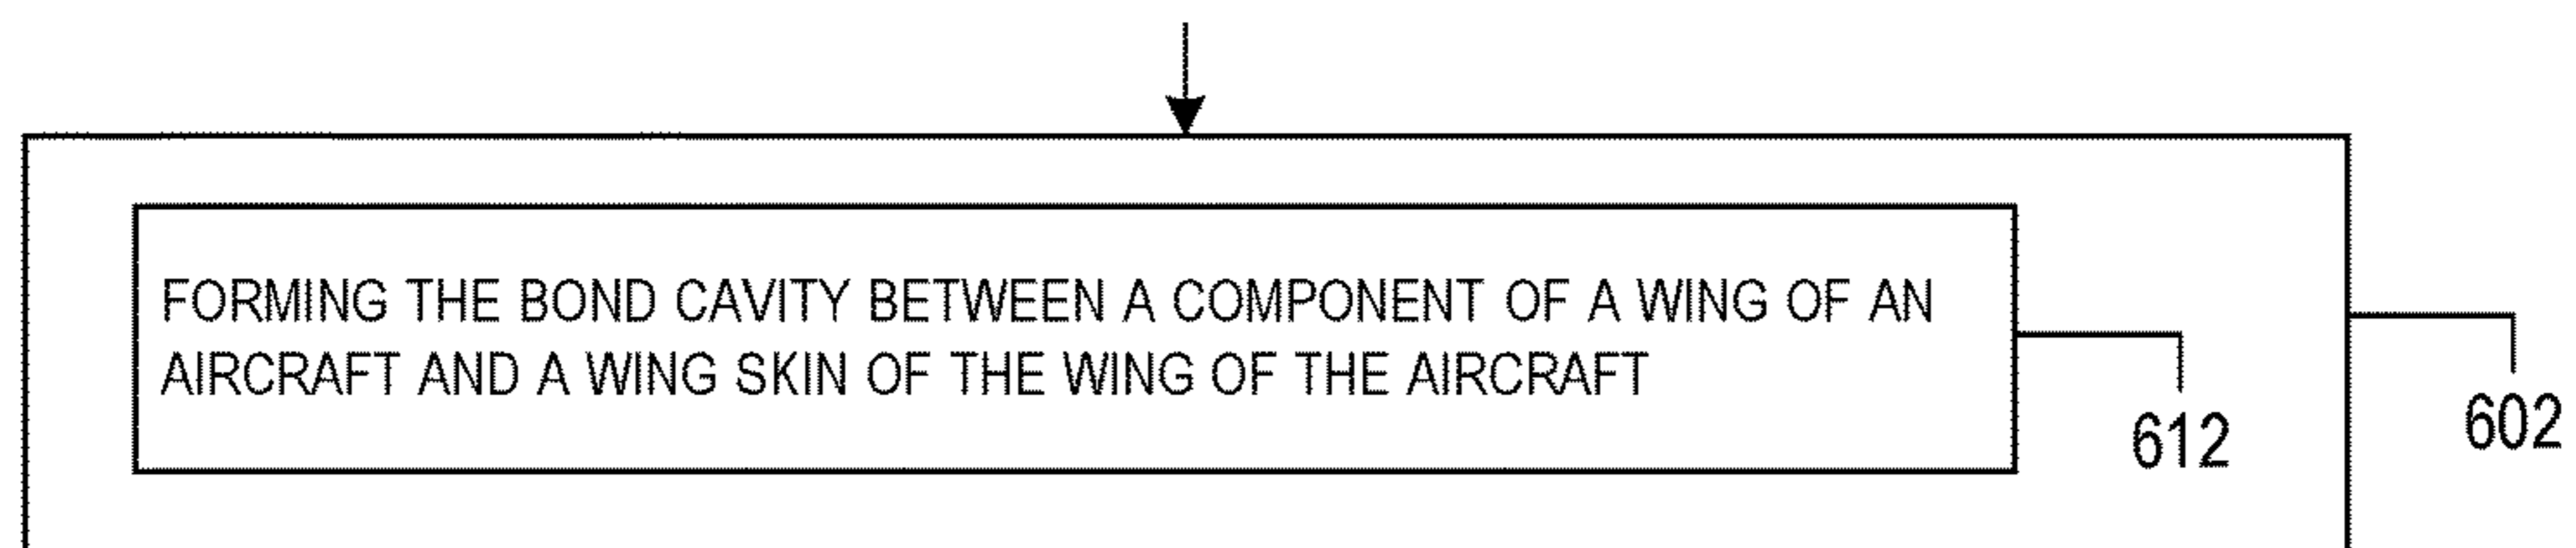 FORMING THE BOND CAVITY BETWEEN A COMPONENT OF A WING OF AN
AIRCRAFT AND A WING SKIN OF THE WING OF THE AIRCRAFT
612
602